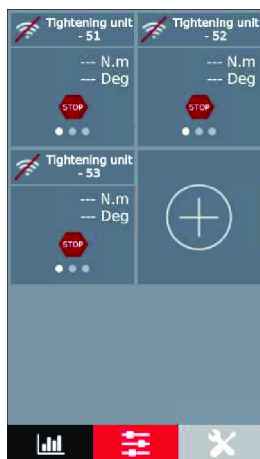 Tightening unit
- 51
--- N.m
--- Deg
STOP
Tightening unit
- 52
--- N.m
--- Deg
STOP
Tightening unit
- 53
--- N.m
--- Deg
STOP